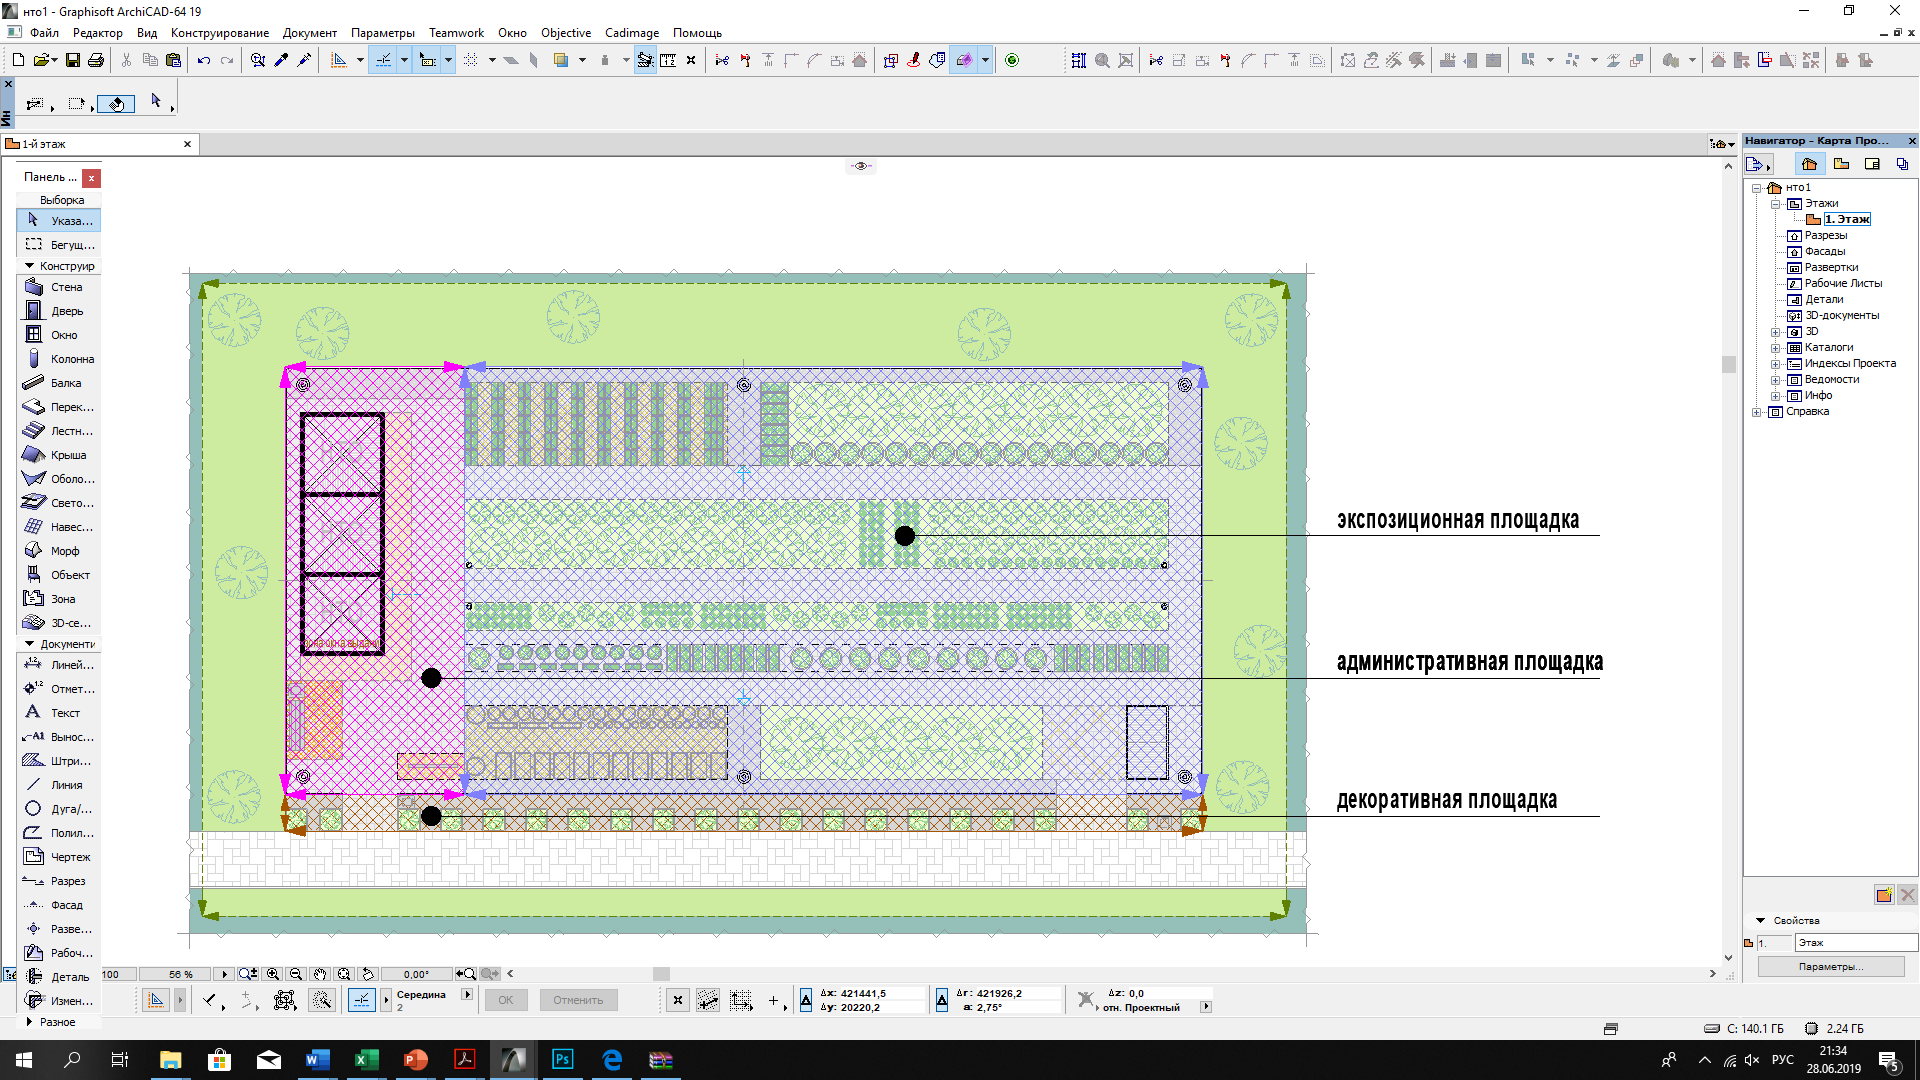 нто1 - Graphisoft ArchiCAD-64 19
Файл Редактор Вид Конструирование Документ Параметры Teamwork Окно Objective Cadimage Помощь
Ин
1-й этаж
Панель ...
Выборка
Указа...
Бегущ...
Конструир
Стена
Дверь
Окно
Колонна
Балка
Перек...
Лестн...
Крыша
Оболо...
Свето...
Навес...
Морф
Объект
Зона
3D-се...
Документи
Линей...
Отмет...
Текст
Вынос...
Штри...
Линия
Дуга/...
Полил...
Чертеж
Разрез
Фасад
Разве...
Рабоч...
Деталь
Измен...
Разное
экспозиционная площадка
административная площадка
декоративная площадка
Навигатор - Карта Про...
нто1
Этажи
1. Этаж
Разрезы
Фасады
Развертки
Рабочие Листы
Детали
3D-документы
3D
Каталоги
Индексы Проекта
Ведомости
Инфо
Справка
Свойства
1. Этаж
Параметры...
100 56 % 0,00°
Середина
2
ОК Отменить
Δx: 421441,5
Δy: 20220,2
Δr: 421926,2
a: 2,75°
Δz: 0,0
отн. Проектный
C: 140.1 ГБ 2.24 ГБ
РУС
21:34
28.06.2019
5